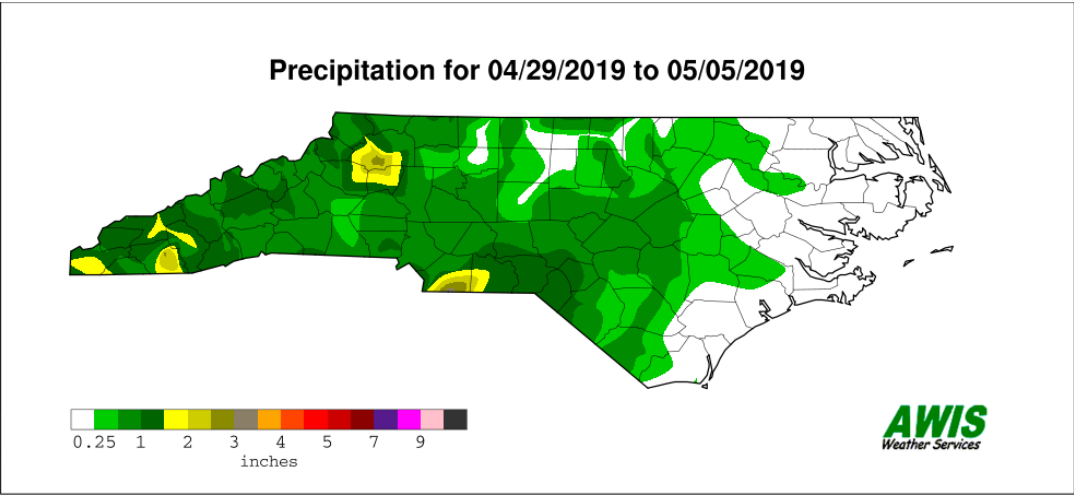 Precipitation for 04/29/2019 to 05/05/2019
0.25 1 2 3 4 5 7 9
inches
AWIS
Weather Services